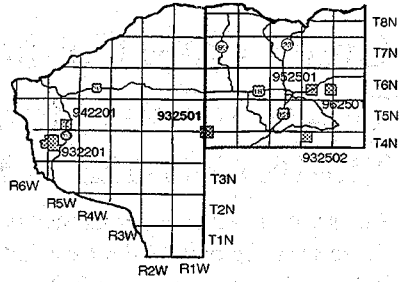 T8N
T7N
T6N
T5N
T4N
T3N
T2N
T1N
952501
962501
942201
932501
932201
932502
R6W
R5W
R4W
R3W
R2W
R1W